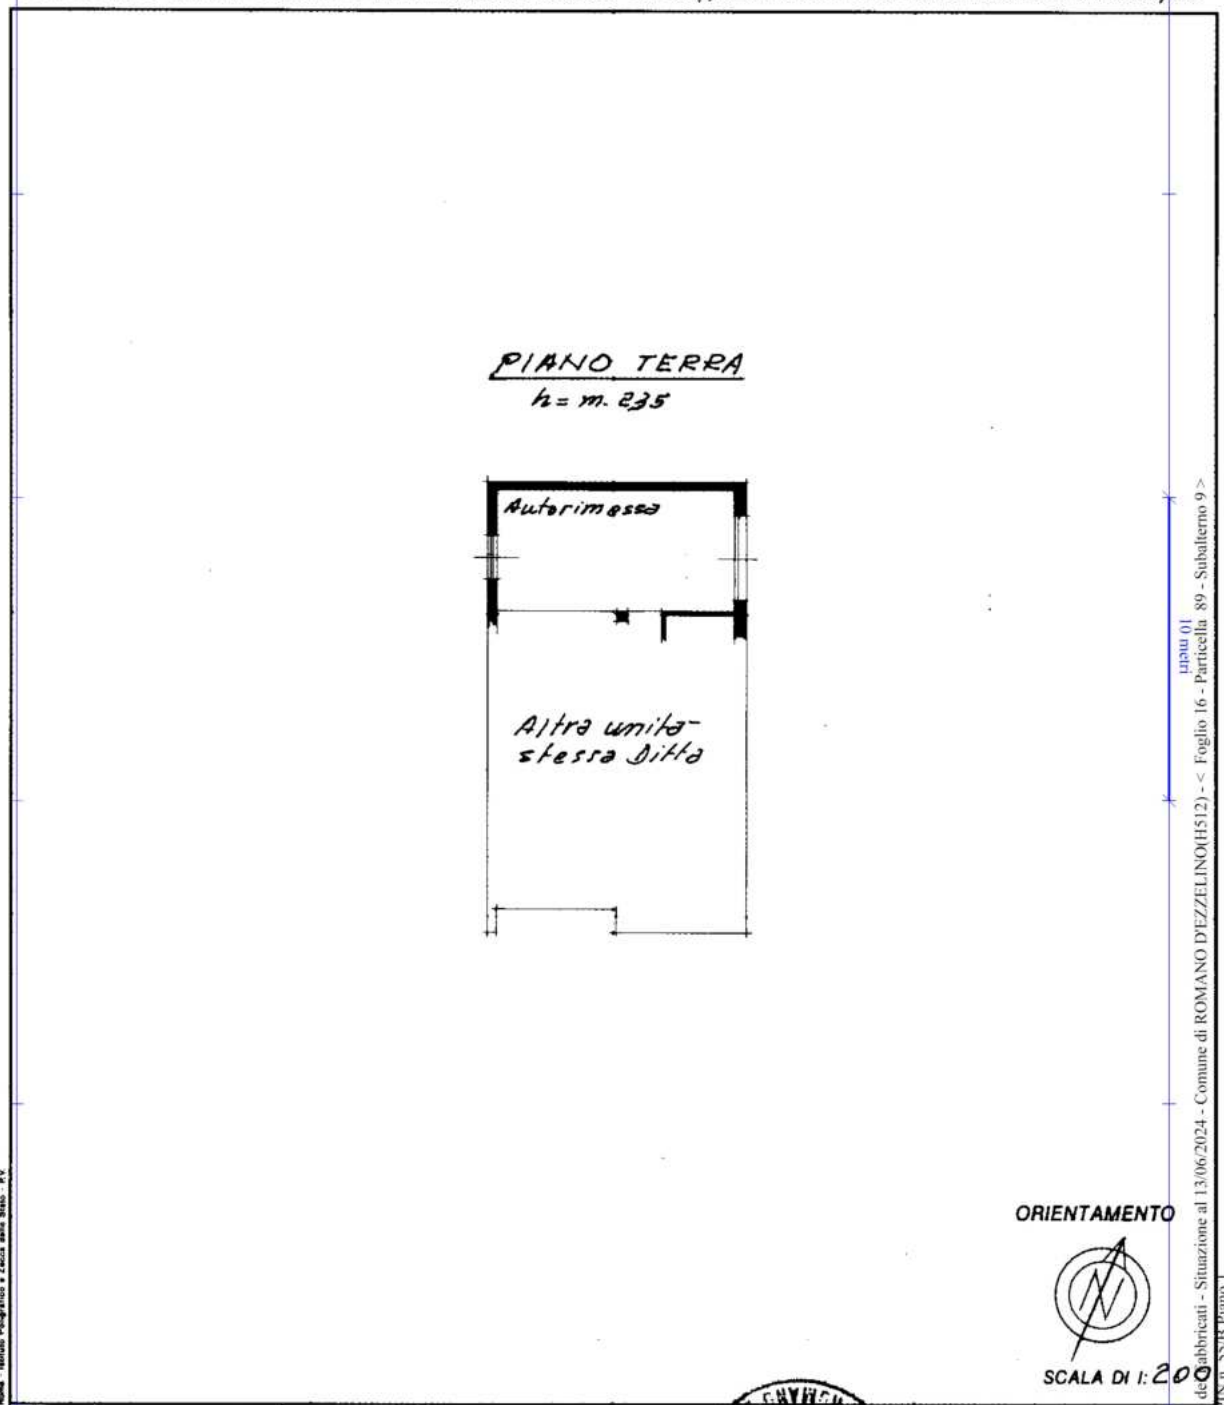 PIANO TERRA
h = m. 2,35
Autorimessa
Altra unità
stessa Ditta
ORIENTAMENTO
N
SCALA DI 1: 200
10 metri
dei Fabbricati - Situazione al 13/06/2024 - Comune di ROMANO D'EZZELINO(H512) - < Foglio 16 - Particella 89 - Subalterno 9 >